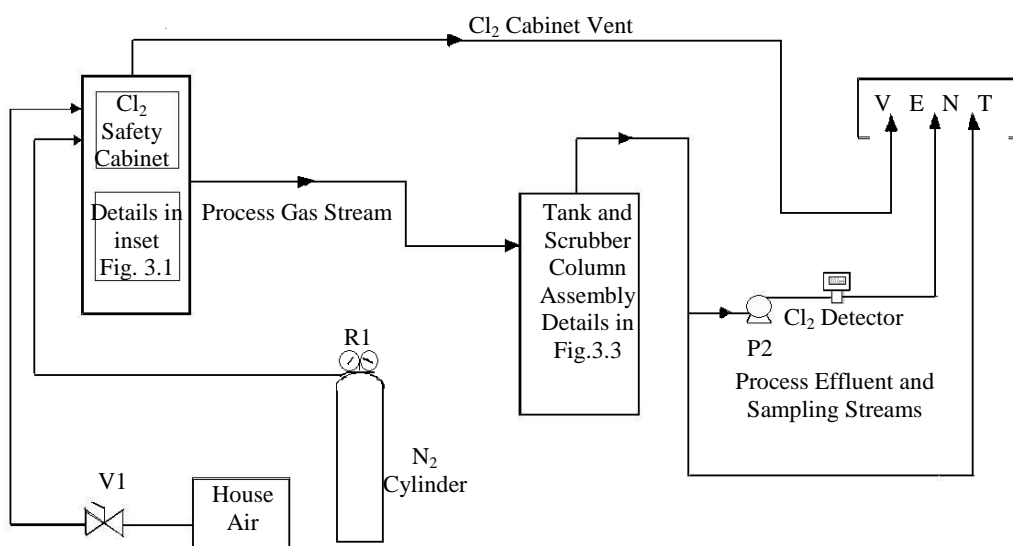 Cl₂ Cabinet Vent
Cl₂
Safety
Cabinet
Details in
inset
Fig. 3.1
Process Gas Stream
V E N T
Tank and
Scrubber
Column
Assembly
Details in
Fig.3.3
Cl₂ Detector
P2
Process Effluent and
Sampling Streams
R1
N₂
Cylinder
V1
House
Air